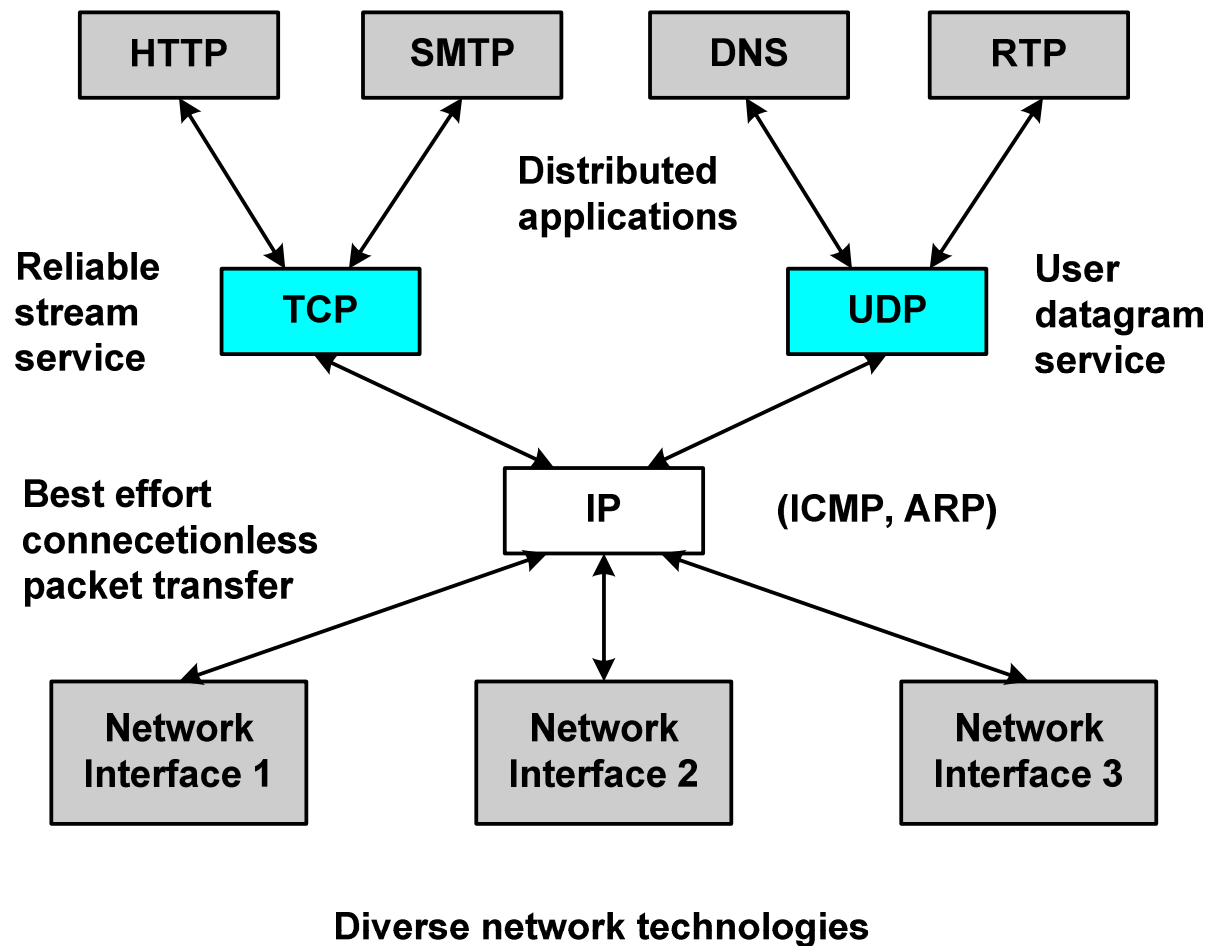 HTTP
SMTP
DNS
RTP
Distributed
applications
Reliable
stream
service
TCP
UDP
User
datagram
service
Best effort
connecetionless
packet transfer
IP
(ICMP, ARP)
Network
Interface 1
Network
Interface 2
Network
Interface 3
Diverse network technologies